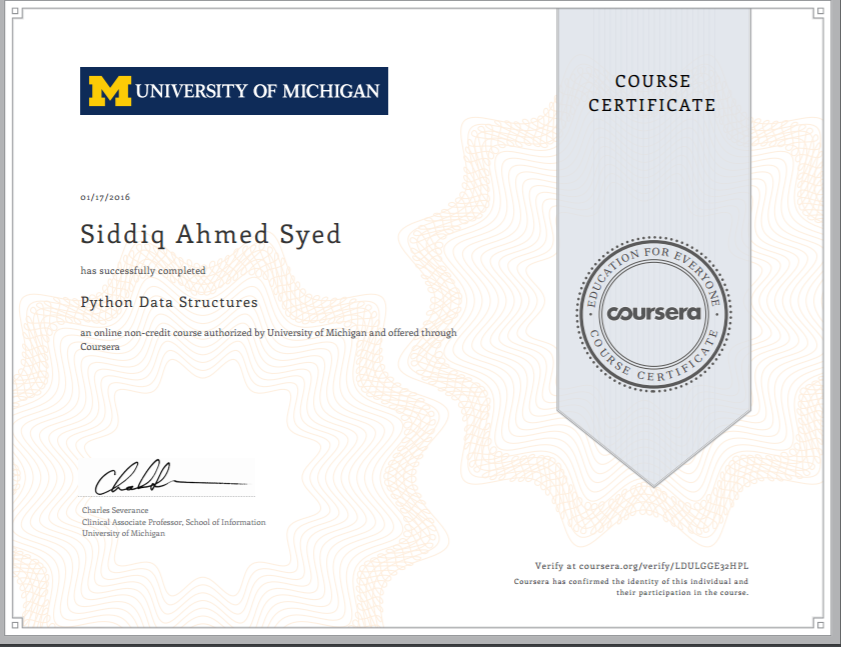 M UNIVERSITY OF MICHIGAN
COURSE
CERTIFICATE
01/17/2016
Siddiq Ahmed Syed
has successfully completed
Python Data Structures
an online non-credit course authorized by University of Michigan and offered through
Coursera
EDUCATION FOR EVERYONE
coursera
COURSE CERTIFICATE
Charles Severance
Clinical Associate Professor, School of Information
University of Michigan
Verify at coursera.org/verify/LDULGGE32HPL
Coursera has confirmed the identity of this individual and
their participation in the course.